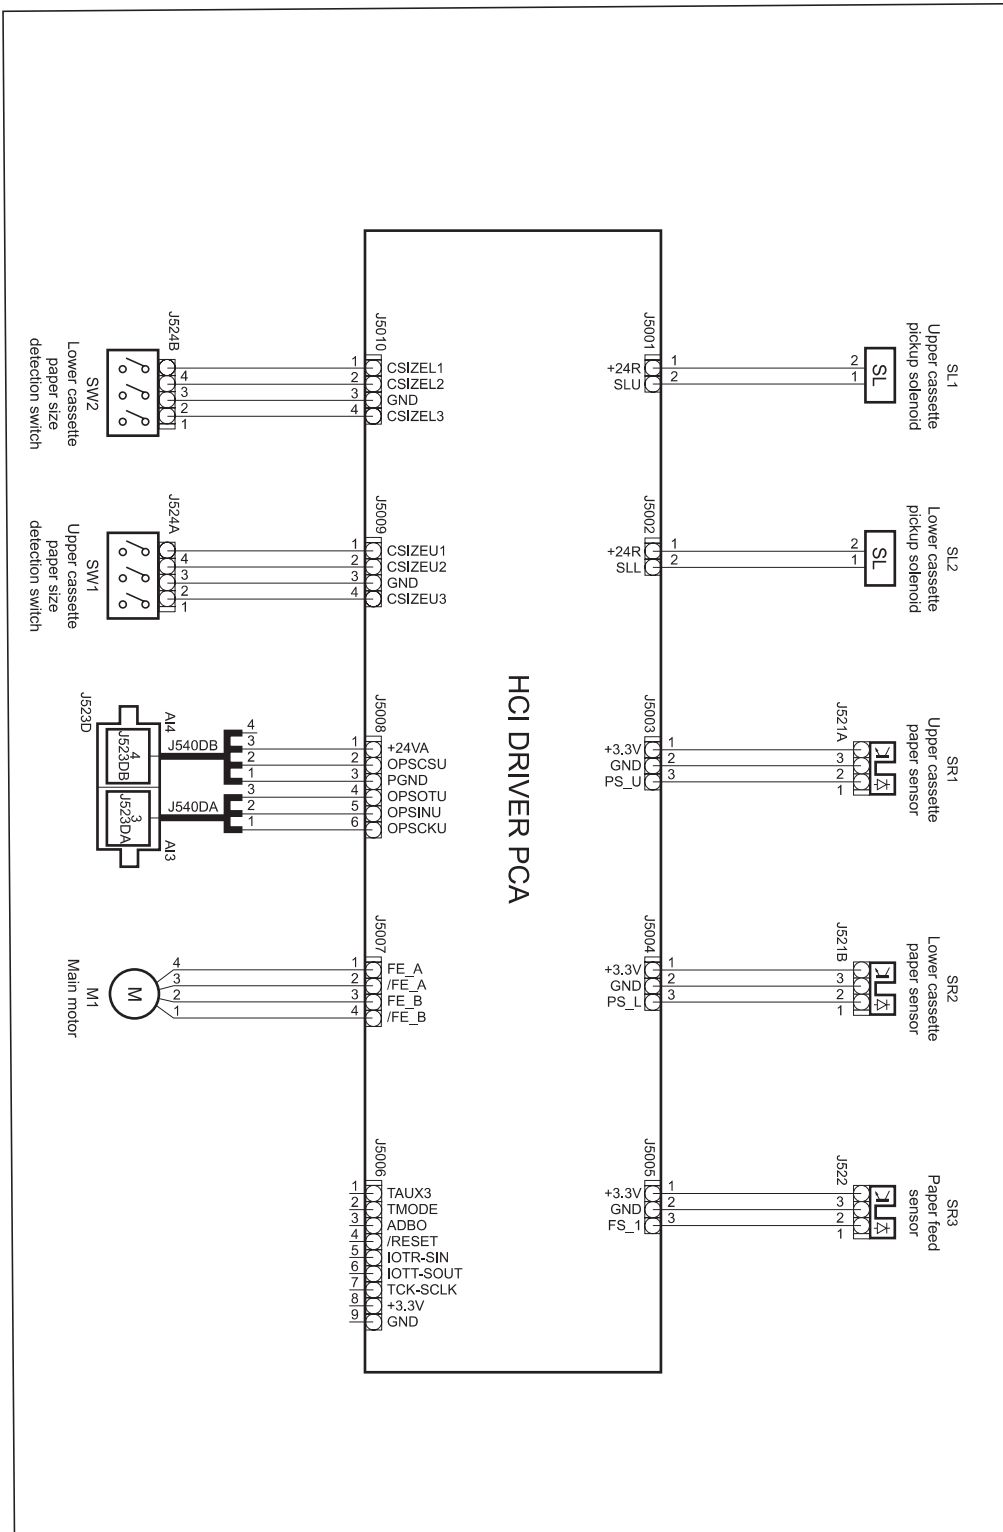 HCI DRIVER PCA
SL1
Upper cassette
pickup solenoid
SL
2
1
J5001
1
2
+24R
SLU
SL2
Lower cassette
pickup solenoid
SL
2
1
J5002
1
2
+24R
SLL
SR1
Upper cassette
paper sensor
J521A
3
2
1
J5003
1
2
3
+3.3V
GND
PS_U
SR2
Lower cassette
paper sensor
J521B
3
2
1
J5004
1
2
3
+3.3V
GND
PS_L
SR3
Paper feed
sensor
J522
3
2
1
J5005
1
2
3
+3.3V
GND
FS_1
J5010
1
2
3
4
CSIZEL1
CSIZEL2
GND
CSIZEL3
J524B
4
3
2
1
SW2
Lower cassette
paper size
detection switch
J5009
1
2
3
4
CSIZEU1
CSIZEU2
GND
CSIZEU3
J524A
4
3
2
1
SW1
Upper cassette
paper size
detection switch
J5008
1
2
3
4
5
6
+24VA
OPSCSU
PGND
OPSOTU
OPSINU
OPSCKU
4
3
2
1
3
2
1
J540DB
J540DA
AI4
AI3
4
J523DB
3
J523DA
J523D
J5007
1
2
3
4
FE_A
/FE_A
FE_B
/FE_B
4
3
2
1
M
M1
Main motor
J5006
1
2
3
4
5
6
7
8
9
TAUX3
TMODE
ADBO
/RESET
IOTR-SIN
IOTT-SOUT
TCK-SCLK
+3.3V
GND